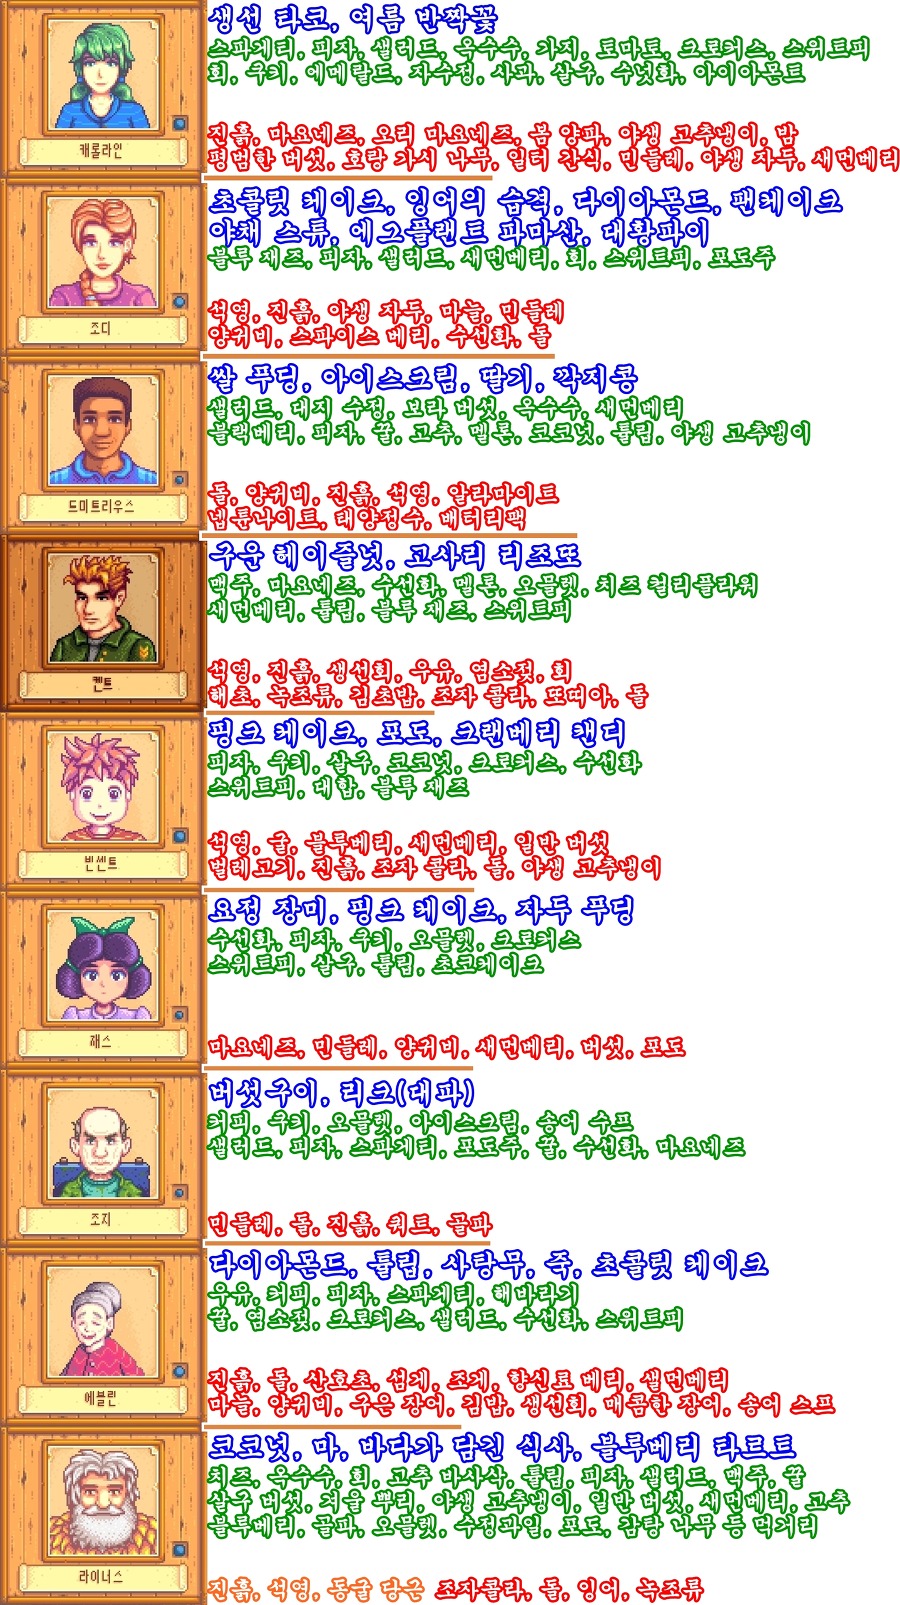 생선 타코, 여름 반짝꽃
스파게티, 피자, 샐러드, 옥수수, 가지, 토마토, 크로커스, 스위트피
회, 쿠키, 에메랄드, 자수정, 사파, 살구, 수넛화, 아이아몬트
진흙, 마요네즈, 오리 마요네즈, 봄 양파, 야생 고추냉이, 밤
평범한 버섯, 호랑 가시 나무, 일터 간식, 민들레, 야생 자두, 새먼베리
캐롤라인
초콜릿 케이크, 잉어의 습격, 다이아몬드, 팬케이크
야채 스튜, 에그플랜트 파마산, 대황파이
블루 재즈, 피자, 샐러드, 새먼베리, 회, 스위트피, 포도주
석영, 진흙, 야생 자두, 마늘, 민들레
양귀비, 스파이스 베리, 수선화, 돌
조디
쌀 푸딩, 아이스크림, 딸기, 깍지콩
샐러드, 대지 수정, 보라 버섯, 옥수수, 새먼베리
블랙베리, 피자, 꿀, 고추, 멜론, 코코넛, 튤립, 야생 고추냉이
돌, 양귀비, 진흙, 석영, 알라마이트
넵튠나이트, 태양정수, 배터리팩
드미트리우스
구운 헤이즐넛, 고사리 리조또
맥주, 마요네즈, 수선화, 멜론, 오믈렛, 치즈 컬리플라워
새먼베리, 튤립, 블루 재즈, 스위트피
석영, 진흙, 생선회, 우유, 염소젖, 회
해초, 녹조류, 김초밥, 조자 콜라, 또띠아, 돌
켄트
핑크 케이크, 포도, 크랜베리 캔디
피자, 쿠키, 살구, 코코넛, 크로커스, 수선화
스위트피, 대합, 블루 재즈
석영, 굴, 블루베리, 새먼베리, 일반 버섯
벌레고기, 진흙, 조자 콜라, 돌, 야생 고추냉이
빈센트
요정 장미, 핑크 케이크, 자두 푸딩
수선화, 피자, 쿠키, 오믈렛, 크로커스
스위트피, 살구, 튤립, 초코케이크
마요네즈, 민들레, 양귀비, 새먼베리, 버섯, 포도
재스
버섯구이, 리크(대파)
커피, 쿠키, 오믈렛, 아이스크림, 송어 수프
샐러드, 피자, 스파게티, 포도주, 꿀, 수선화, 마요네즈
민들레, 돌, 진흙, 쿼트, 골파
조지
다이아몬드, 튤립, 사탕무, 죽, 초콜릿 케이크
우유, 커피, 피자, 스파게티, 해바라기
꿀, 염소젖, 크로커스, 샐러드, 수선화, 스위트피
진흙, 돌, 산호초, 섬게, 조개, 향신료 베리, 샐먼베리
마늘, 양귀비, 구은 장어, 김밥, 생선회, 매콤한 장어, 송어 스프
에블린
코코넛, 마, 바다가 담긴 식사, 블루베리 타르트
치즈, 옥수수, 회, 고추 바사삭, 튤립, 피자, 샐러드, 맥주, 꿀
살구 버섯, 겨울 뿌리, 야생 고추냉이, 일반 버섯, 새먼베리, 고추
블루베리, 골파, 오믈렛, 수정과일, 포도, 감탕 나무 등 먹거리
진흙, 석영, 동굴 당근 조자콜라, 돌, 잉어, 녹조류
라이너스